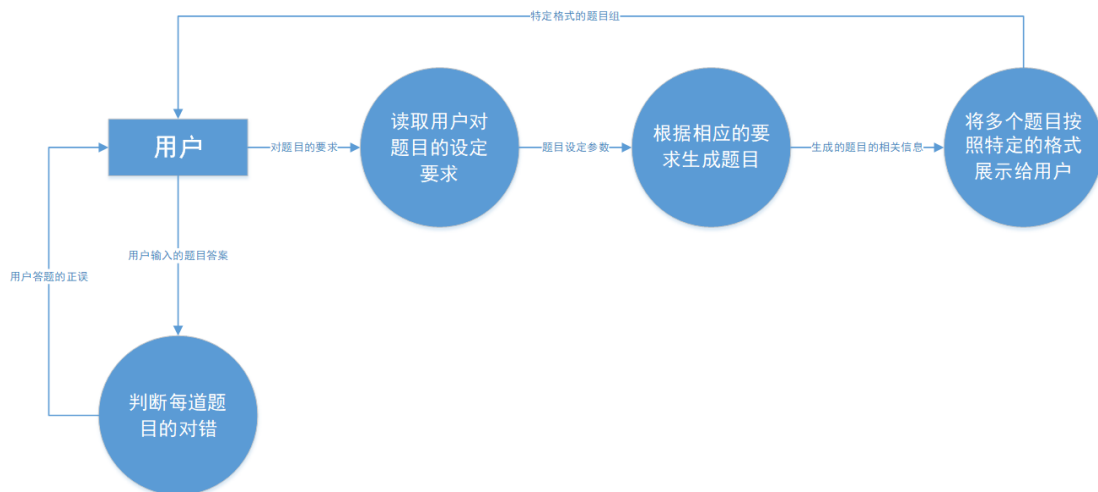 特定格式的题目组
用户
对题目的要求
读取用户对
题目的设定
要求
题目设定参数
根据相应的要
求生成题目
生成的题目的相关信息
将多个题目按
照特定的格式
展示给用户
用户输入的题目答案
用户答题的正误
判断每道题
目的对错